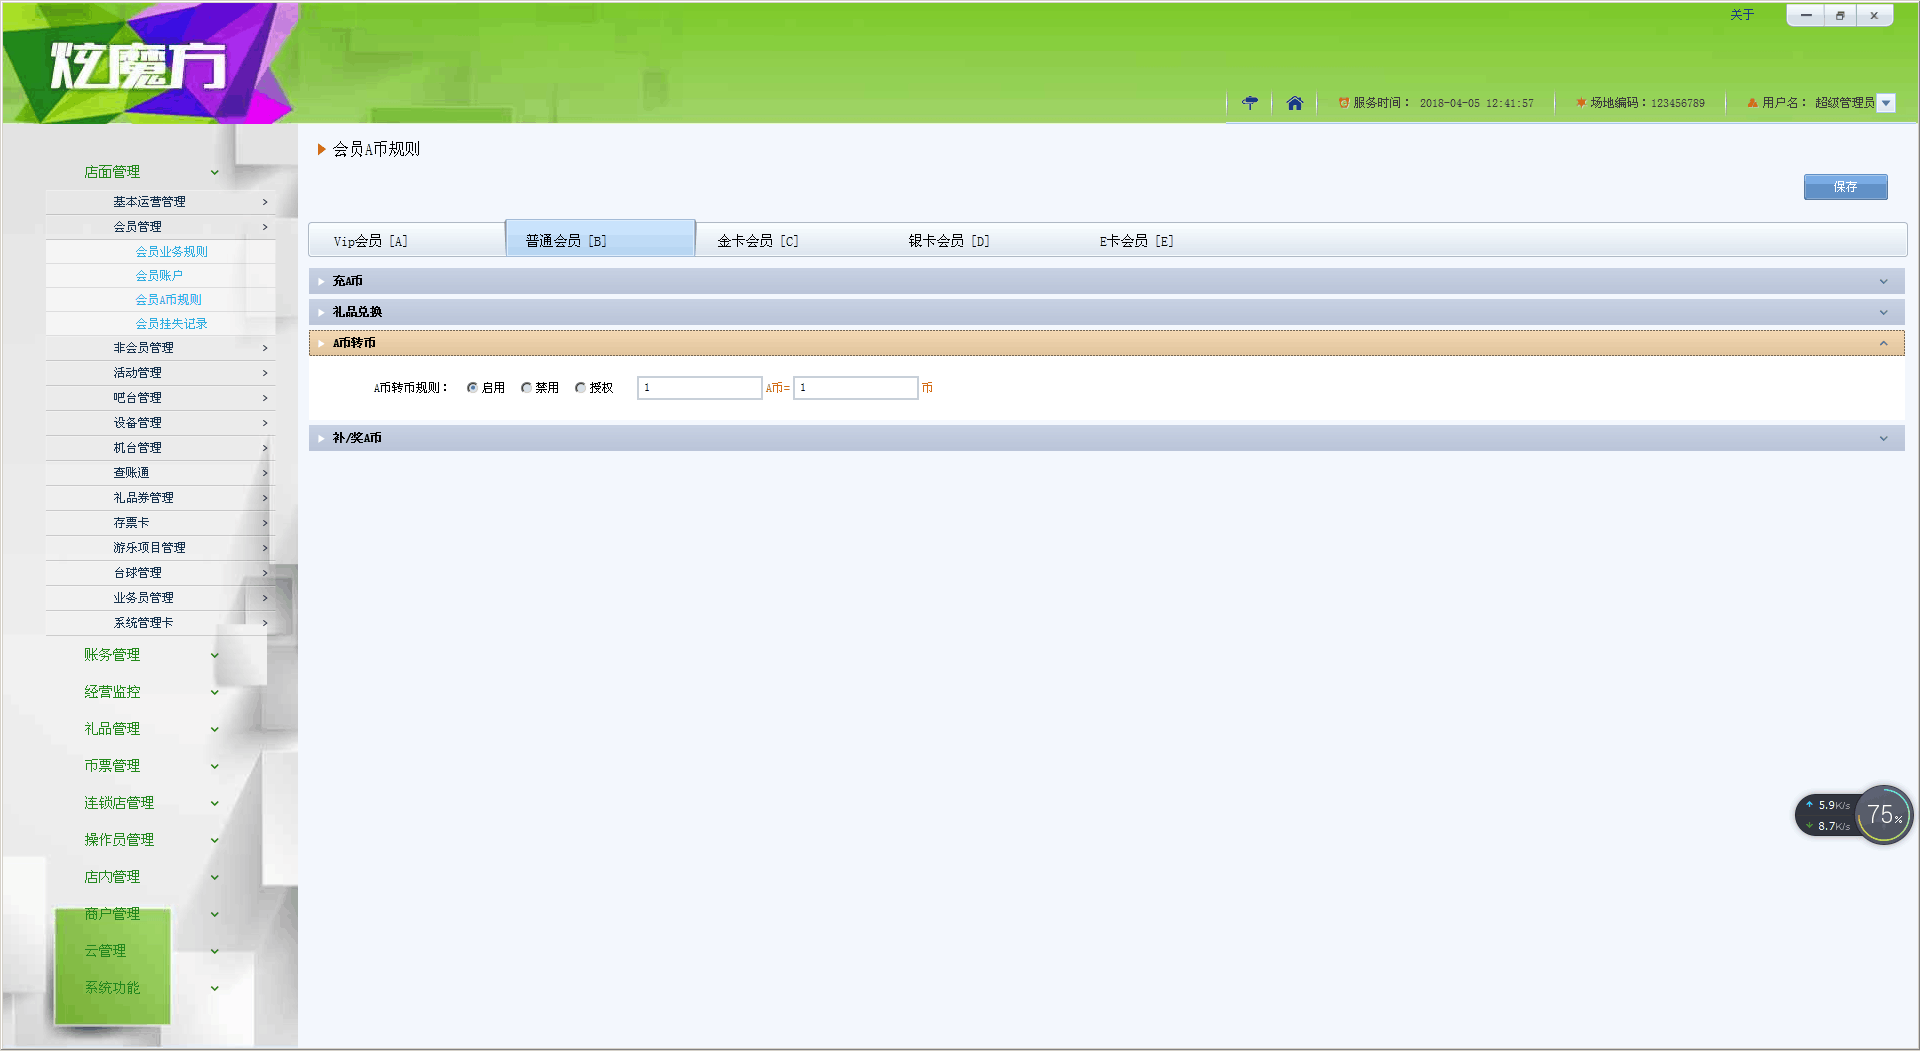 炫魔方
关于
服务时间： 2018-04-05 12:41:57
场地编码：123456789
用户名： 超级管理员
店面管理
基本运营管理
会员管理
会员业务规则
会员账户
会员A币规则
会员挂失记录
非会员管理
活动管理
吧台管理
设备管理
机台管理
查账通
礼品券管理
存票卡
游乐项目管理
台球管理
业务员管理
系统管理卡
账务管理
经营监控
礼品管理
币票管理
连锁店管理
操作员管理
店内管理
商户管理
云管理
系统功能
会员A币规则
保存
Vip会员 [A]
普通会员 [B]
金卡会员 [C]
银卡会员 [D]
E卡会员 [E]
充A币
礼品兑换
A币转币
A币转币规则： 启用 禁用 授权 1 A币= 1 币
补/奖A币
5.9K/s
8.7K/s
75%